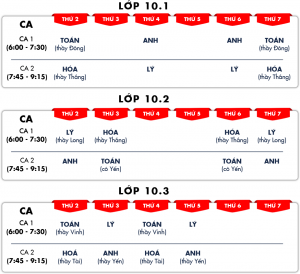 LỚP 10.1
CA THỨ 2 THỨ 3 THỨ 4 THỨ 5 THỨ 6 THỨ 7
CA 1 TOÁN ANH ANH TOÁN
(6:00 - 7:30) (thầy Đông) (thầy Đông)
CA 2 HÓA LÝ LÝ HÓA
(7:45 - 9:15) (thầy Thắng) (thầy Thắng)
LỚP 10.2
CA THỨ 2 THỨ 3 THỨ 4 THỨ 5 THỨ 6 THỨ 7
CA 1 LÝ HÓA HÓA LÝ
(6:00 - 7:30) (thầy Long) (thầy Thắng) (thầy Thắng) (thầy Long)
CA 2 ANH TOÁN TOÁN ANH
(7:45 - 9:15) (cô Yến) (cô Yến)
LỚP 10.3
CA THỨ 2 THỨ 3 THỨ 4 THỨ 5 THỨ 6 THỨ 7
CA 1 TOÁN LÝ TOÁN LÝ
(6:00 - 7:30) (thầy Vinh) (thầy Vinh)
CA 2 HÓA ANH HÓA ANH
(7:45 - 9:15) (thầy Tài) (thầy Yên) (thầy Tài) (thầy Yên)